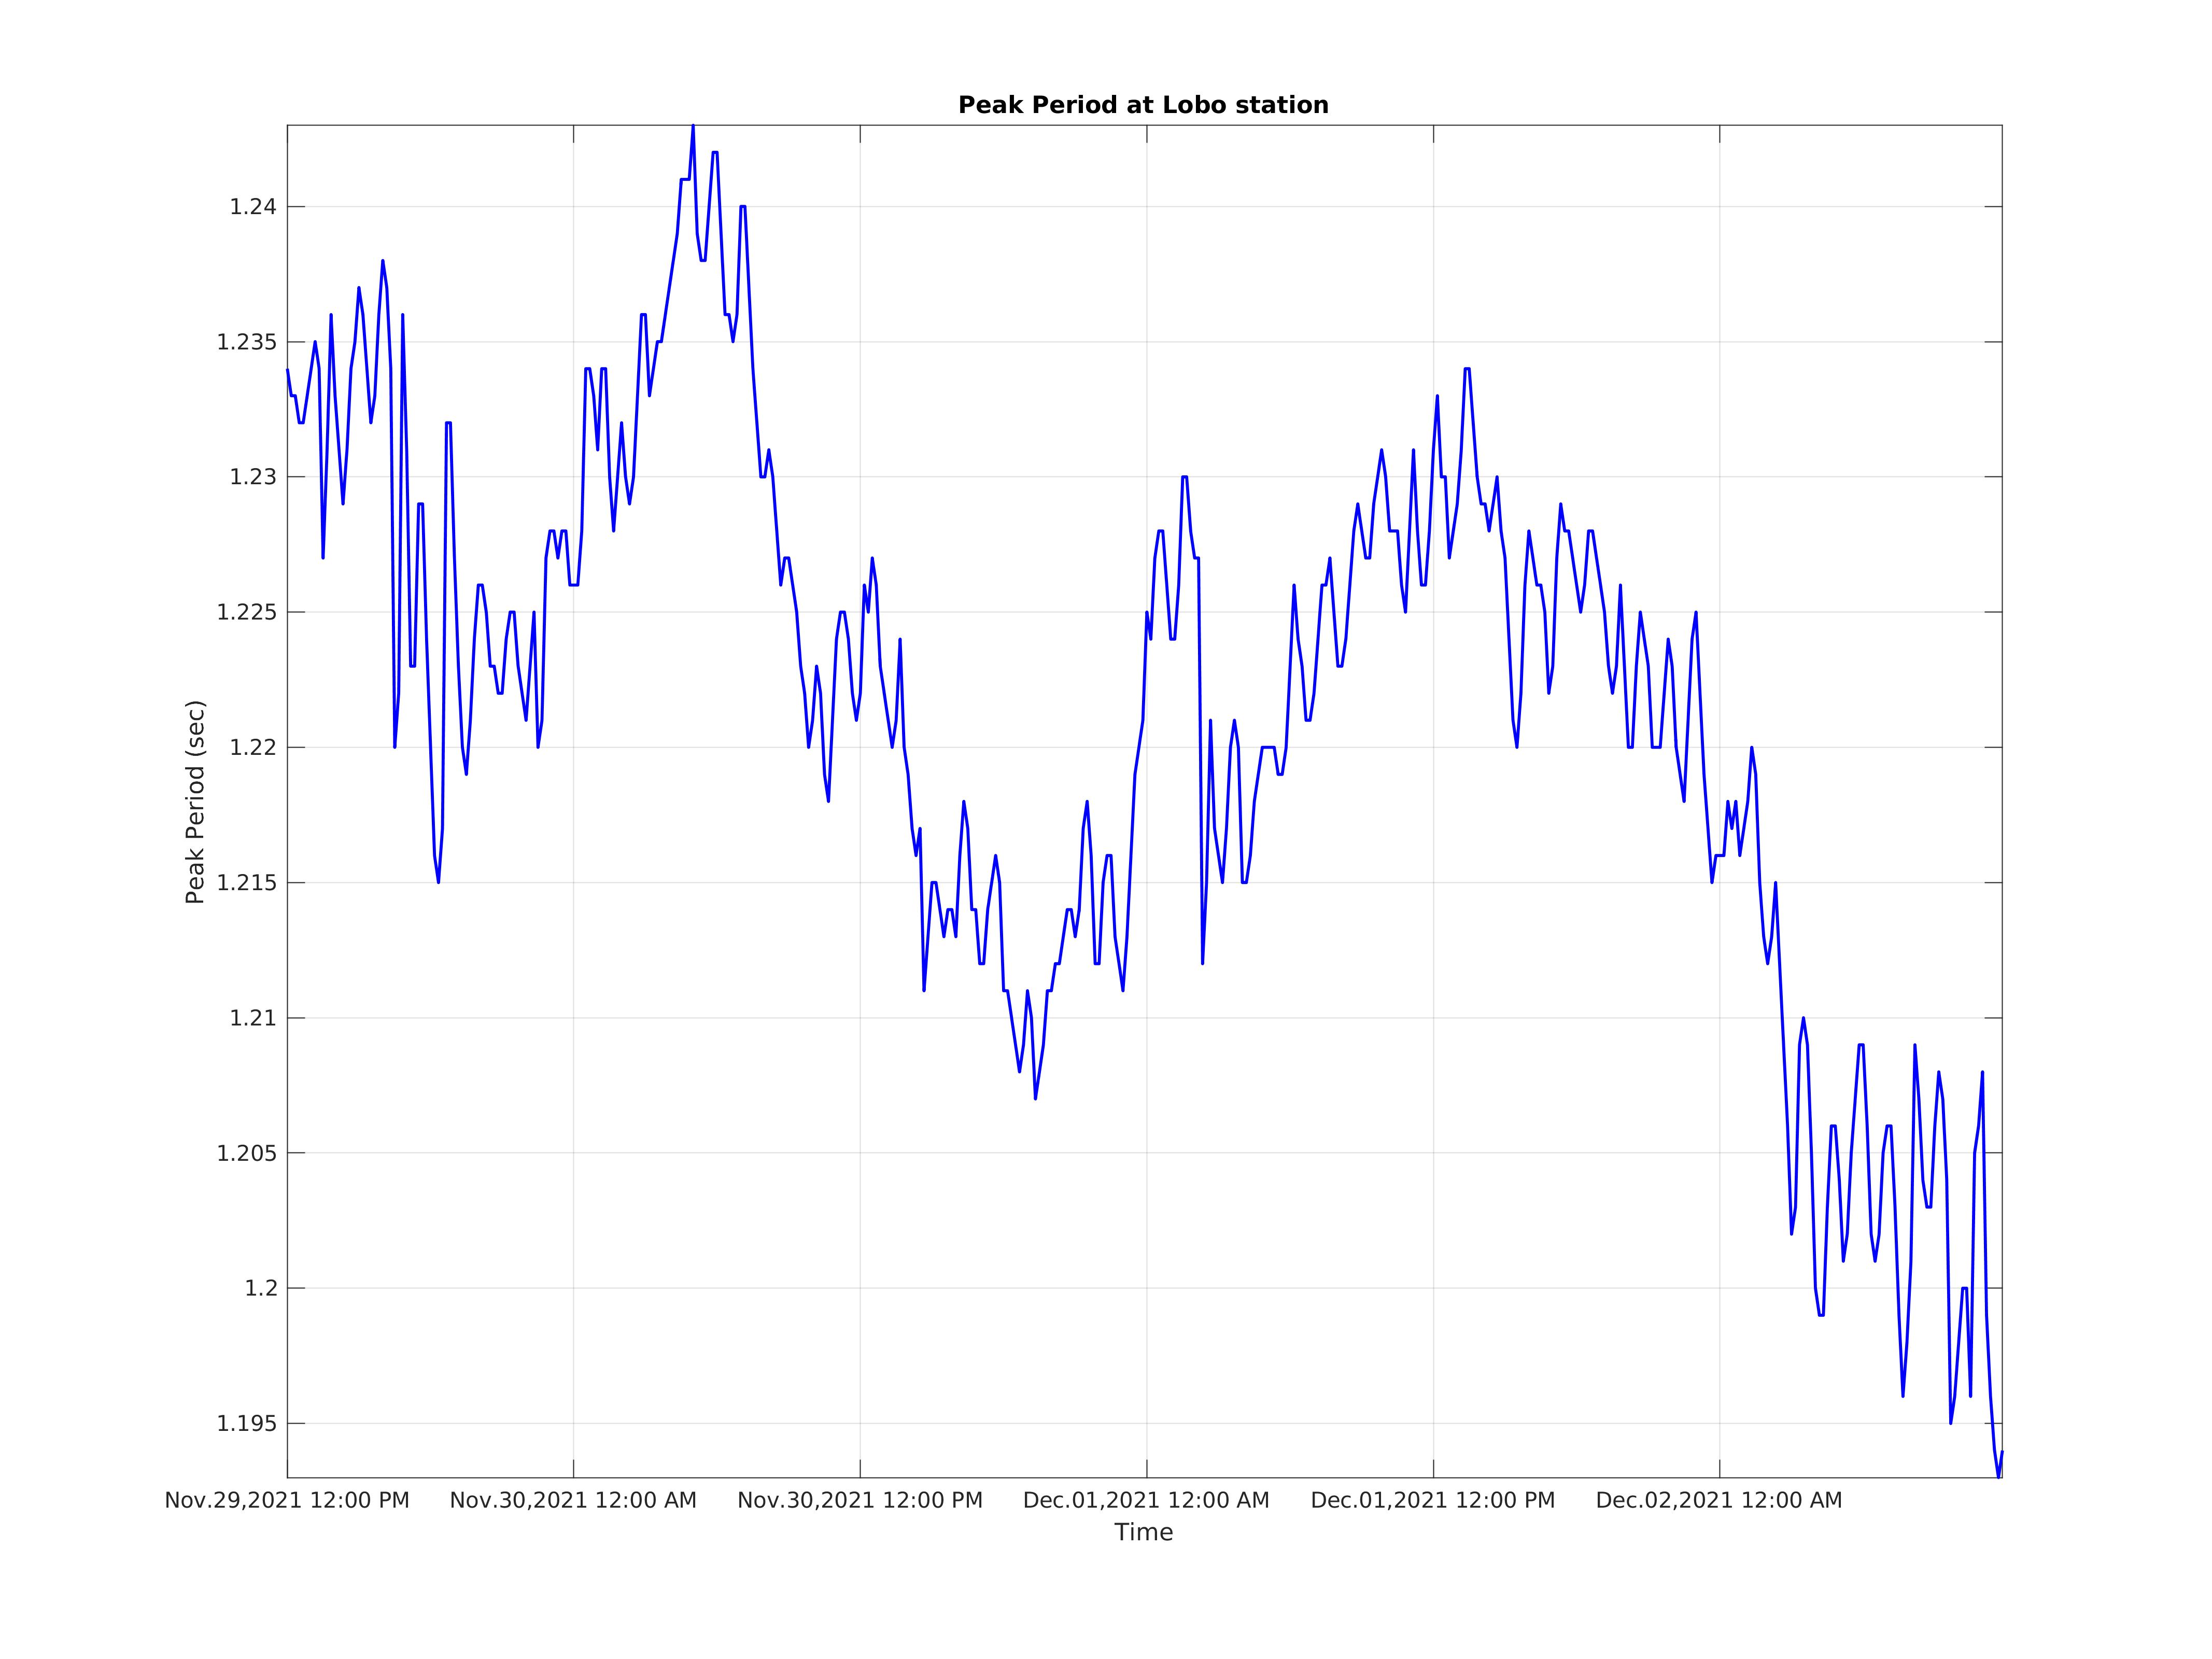 Peak Period at Lobo station
Peak Period (sec)
1.24
1.235
1.23
1.225
1.22
1.215
1.21
1.205
1.2
1.195
Nov.29,2021 12:00 PM Nov.30,2021 12:00 AM Nov.30,2021 12:00 PM Dec.01,2021 12:00 AM Dec.01,2021 12:00 PM Dec.02,2021 12:00 AM
Time